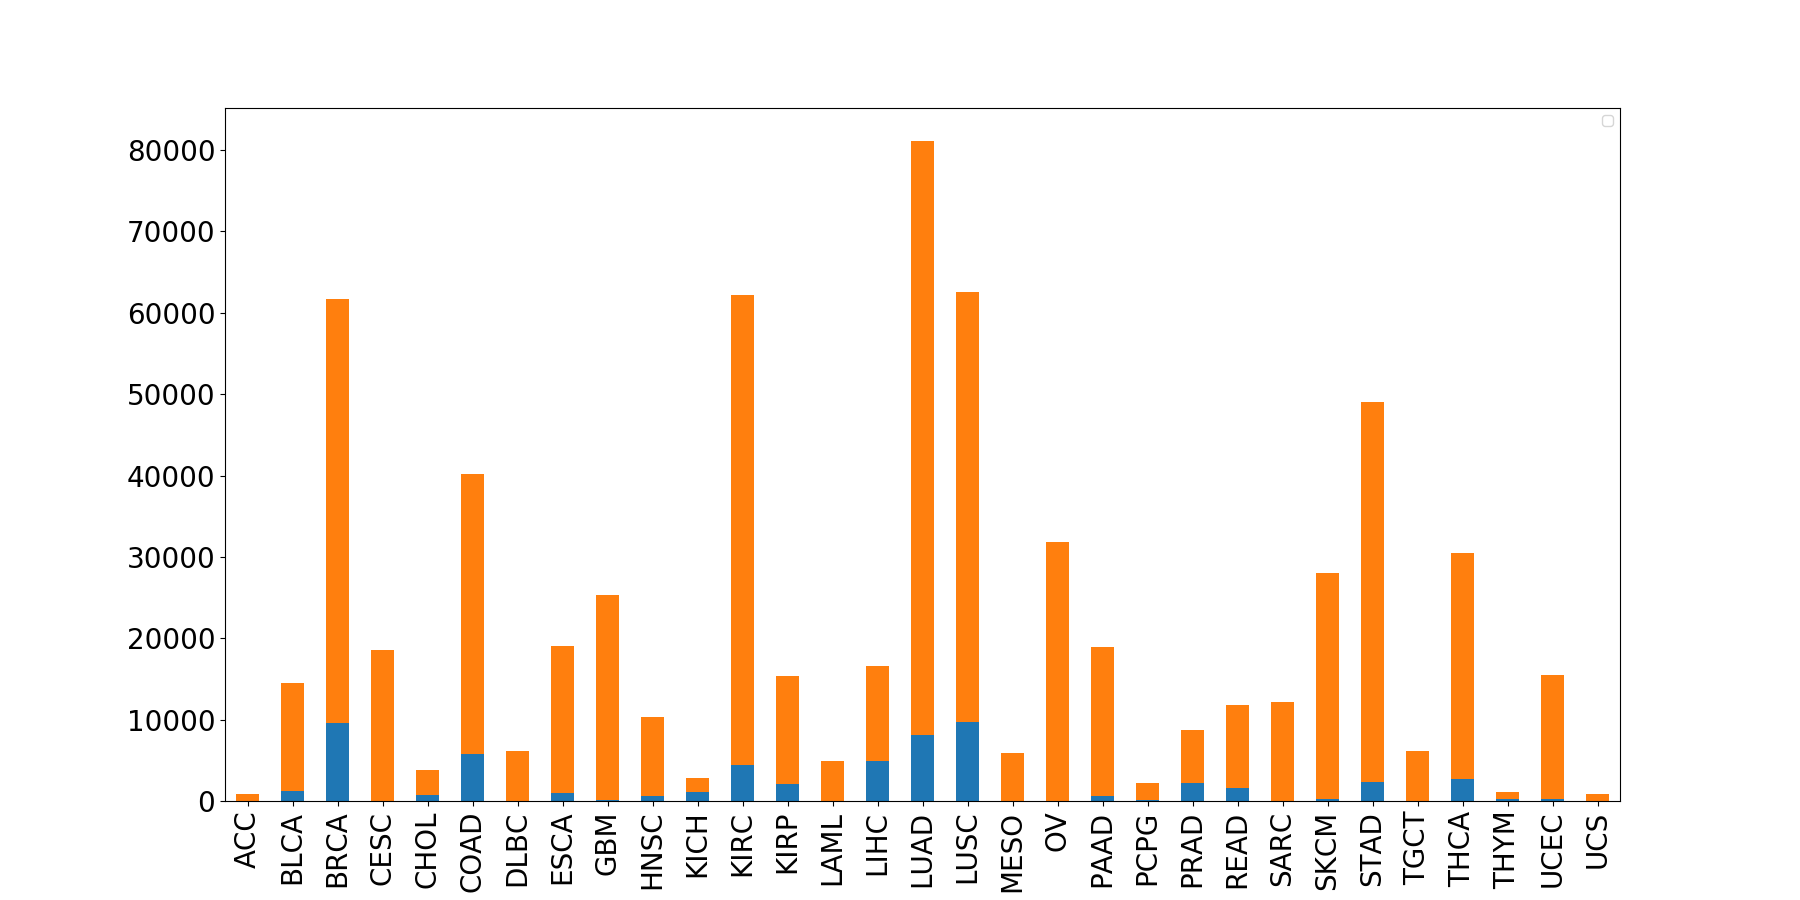 80000
70000
60000
50000
40000
30000
20000
10000
0
ACC
BLCA
BRCA
CESC
CHOL
COAD
DLBC
ESCA
GBM
HNSC
KICH
KIRC
KIRP
LAML
LIHC
LUAD
LUSC
MESO
OV
PAAD
PCPG
PRAD
READ
SARC
SKCM
STAD
TGCT
THCA
THYM
UCEC
UCS